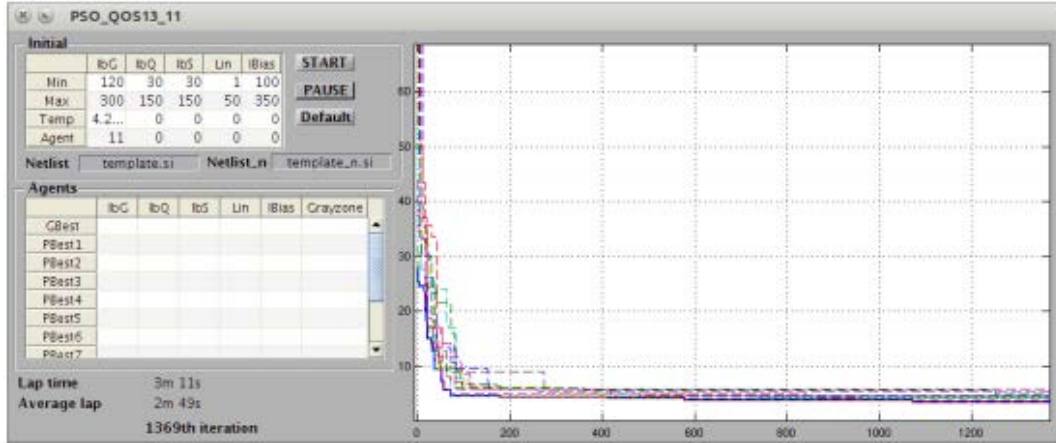 PSO_QOS13_11
Initial
IbG IbQ IbS Lin IBias
Min 120 30 30 1 100
Max 300 150 150 50 350
Temp 4.2... 0 0 0 0
Agent 11 0 0 0 0
START
PAUSE
Default
Netlist template.si Netlist_n template_n.si
Agents
IbG IbQ IbS Lin IBias Grayzone
GBest
PBest1
PBest2
PBest3
PBest4
PBest5
PBest6
PBest7
Lap time 3m 11s
Average lap 2m 49s
1369th iteration
60
50
40
30
20
10
0 200 400 600 800 1000 1200